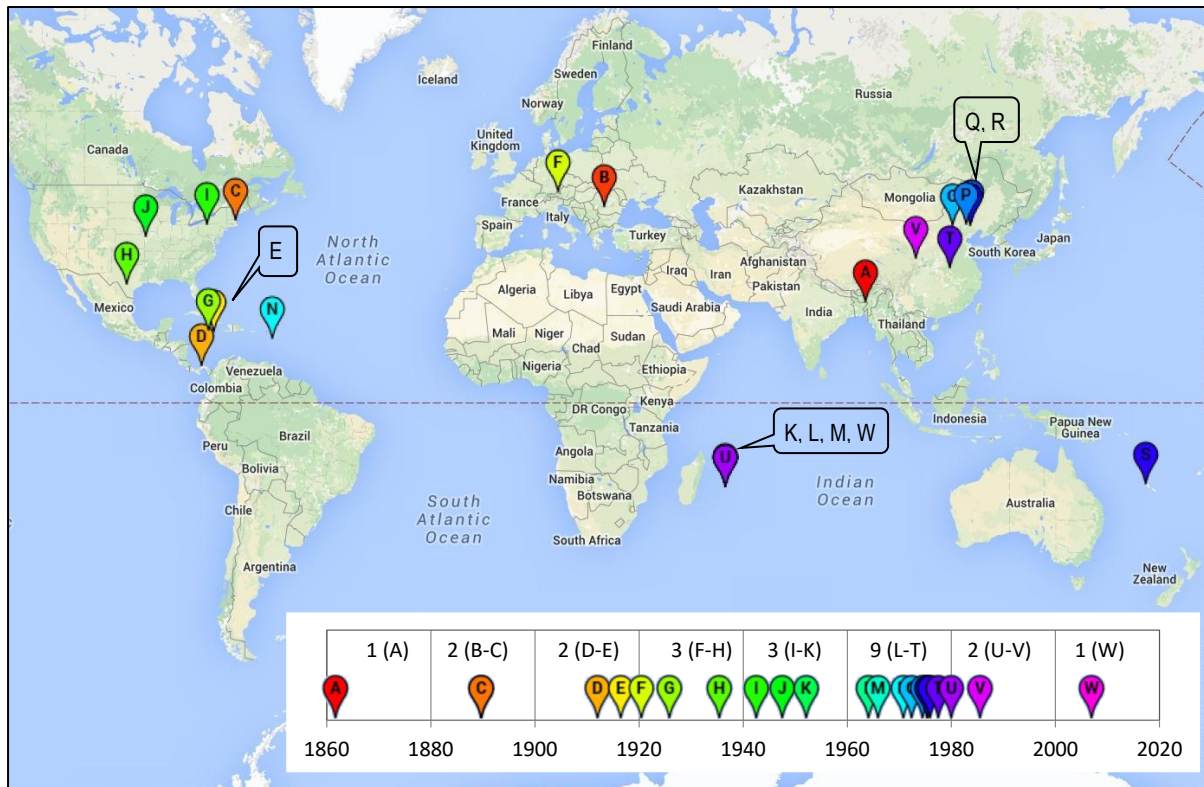 Finland
Iceland
Sweden
Russia
Norway
Q, R
Canada
United
Kingdom
F
B
I
C
J
France
Italy
Spain
Kazakhstan
Mongolia
P
Turkey
V
T
South Korea
Japan
North
Atlantic
Ocean
E
H
Mexico
G
N
D
Iraq
Iran
Afghanistan
Pakistan
A
Algeria
Libya
Egypt
Saudi Arabia
India
Thailand
Mali
Niger
Chad
Sudan
Nigeria
Ethiopia
Venezuela
Colombia
DR Congo
Kenya
Tanzania
Indonesia
Papua New
Guinea
K, L, M, W
U
S
Peru
Brazil
Bolivia
Chile
Argentina
Angola
Namibia
Botswana
South Africa
South
Atlantic
Ocean
Indian
Ocean
Australia
New
Zealand
1 (A) 2 (B-C) 2 (D-E) 3 (F-H) 3 (I-K) 9 (L-T) 2 (U-V) 1 (W)
A C D E F G H I J K M T U V W
1860 1880 1900 1920 1940 1960 1980 2000 2020